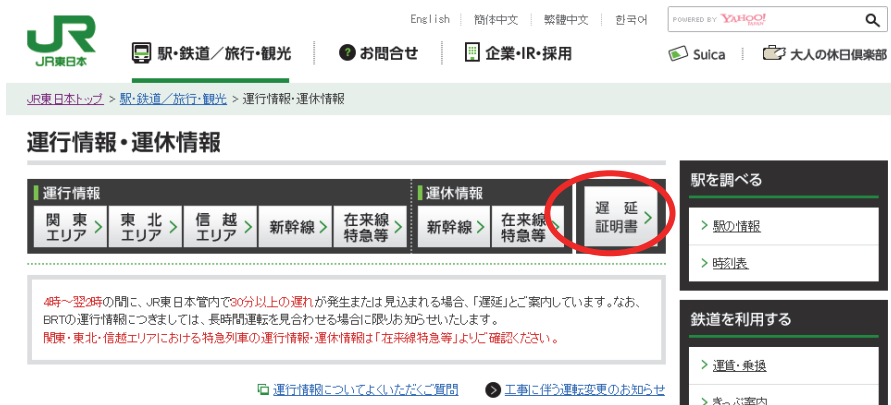 English 簡体中文 繁體中文 한국어
POWERED BY YAHOO! JAPAN
JR
JR東日本
駅・鉄道／旅行・観光 お問合せ 企業・IR・採用
Suica 大人の休日倶楽部
JR東日本トップ > 駅・鉄道／旅行・観光 > 運行情報・運休情報
運行情報・運休情報
運行情報
関東エリア >
東北エリア >
信越エリア >
新幹線 >
在来線特急等 >
運休情報
新幹線 >
在来線特急等 >
遅延証明書 >
4時～翌2時の間に、JR東日本管内で30分以上の遅れが発生または見込まれる場合、「遅延」とご案内しています。なお、
BRTの運行情報につきましては、長時間運転を見合わせる場合に限りお知らせいたします。
関東・東北・信越エリアにおける特急列車の運行情報・運休情報は「在来線特急等」よりご確認ください。
運行情報についてよくいただくご質問 工事に伴う運転変更のお知らせ
駅を調べる
> 駅の情報
> 時刻表
鉄道を利用する
> 運賃・乗換
> きっぷ案内